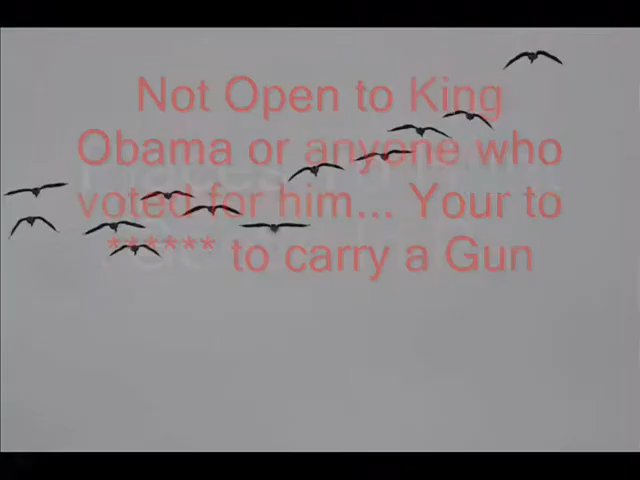 Not Open to King
Obama or anyone who
voted for him... Your to
****** to carry a Gun